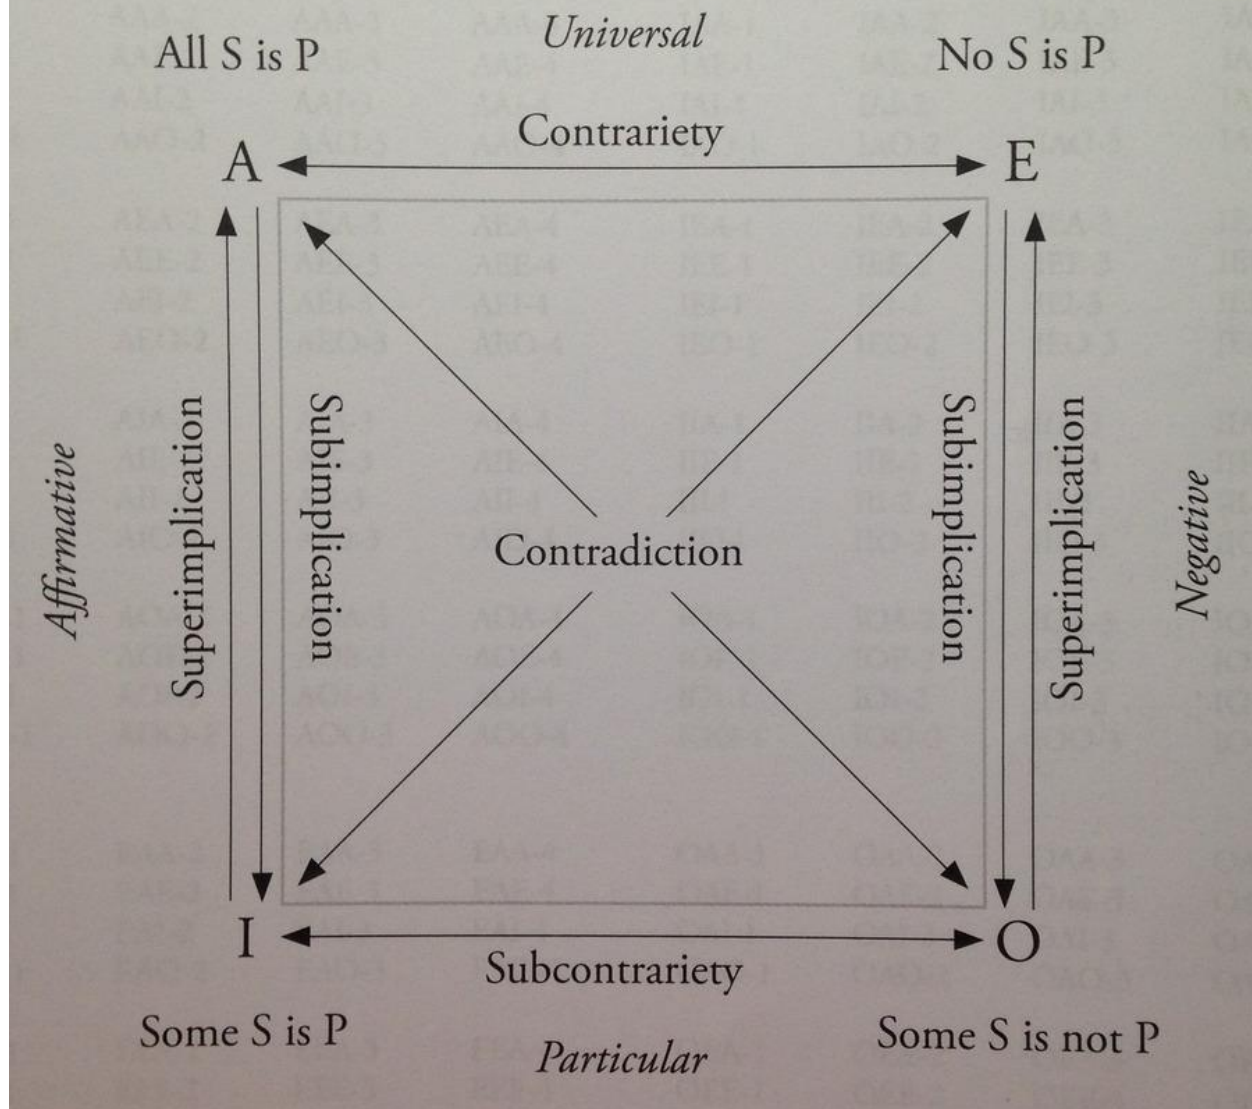 Universal
All S is P
No S is P
Contrariety
A
E
Affirmative
Superimplication
Subimplication
Contradiction
Subimplication
Superimplication
Negative
I
O
Subcontrariety
Some S is P
Some S is not P
Particular